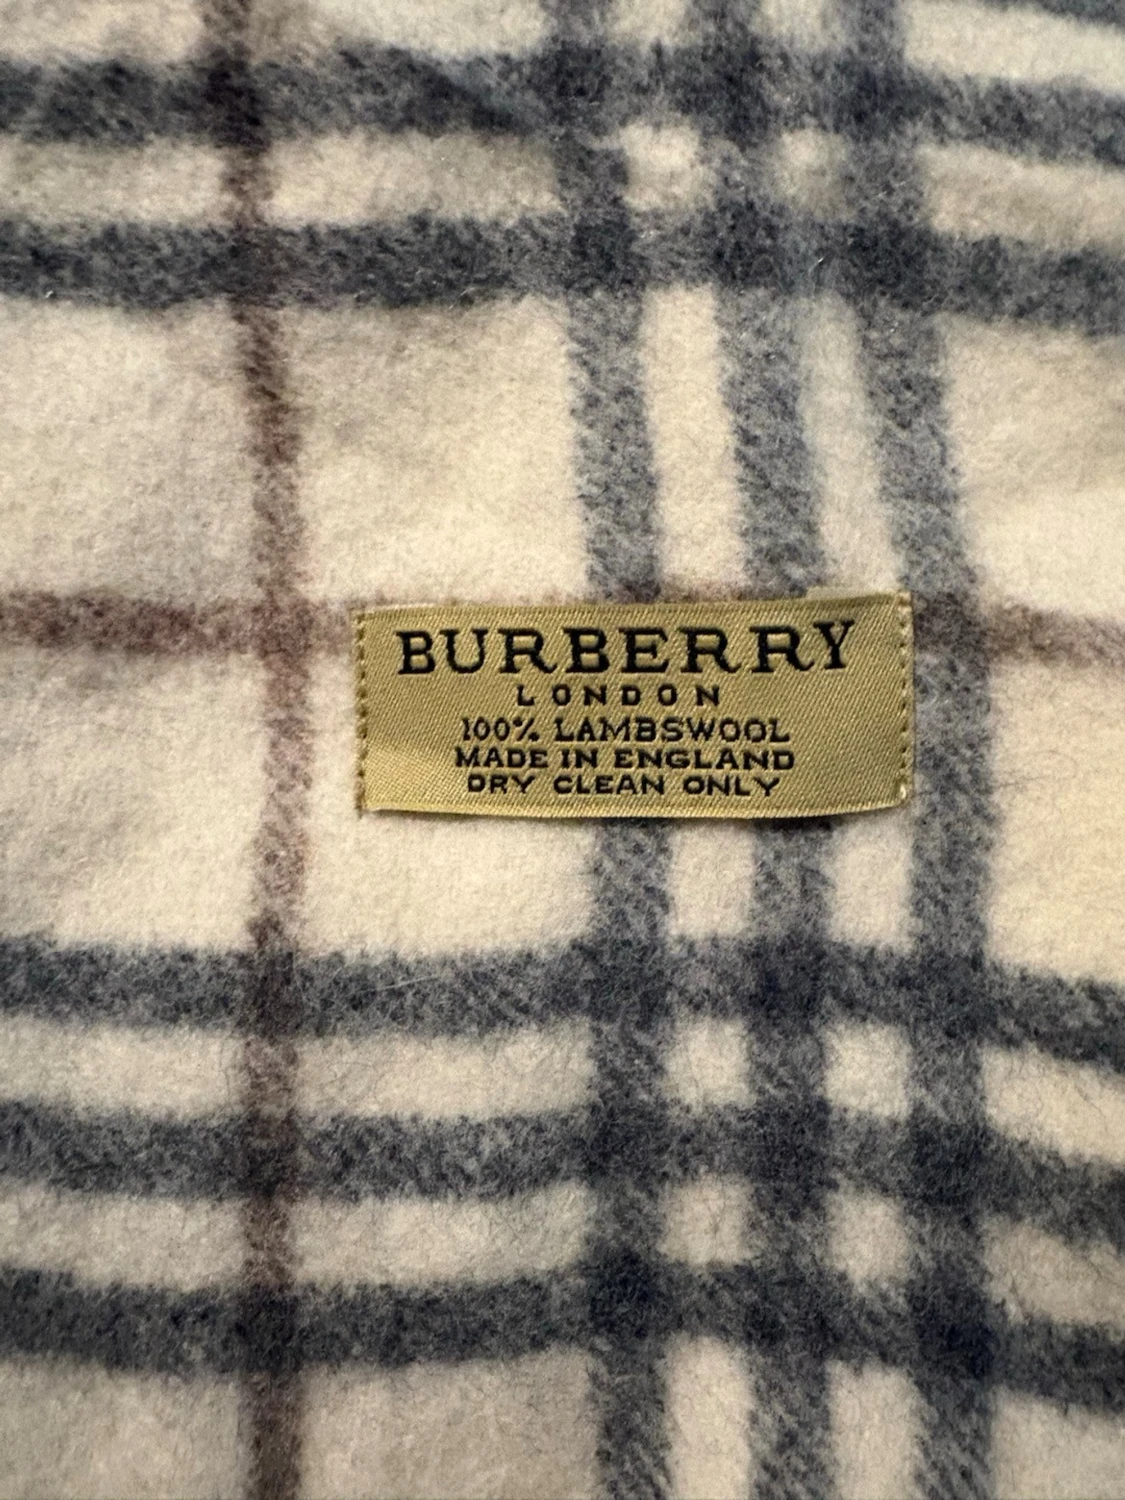 BURBERRY
LONDON
100% LAMBSWOOL
MADE IN ENGLAND
DRY CLEAN ONLY